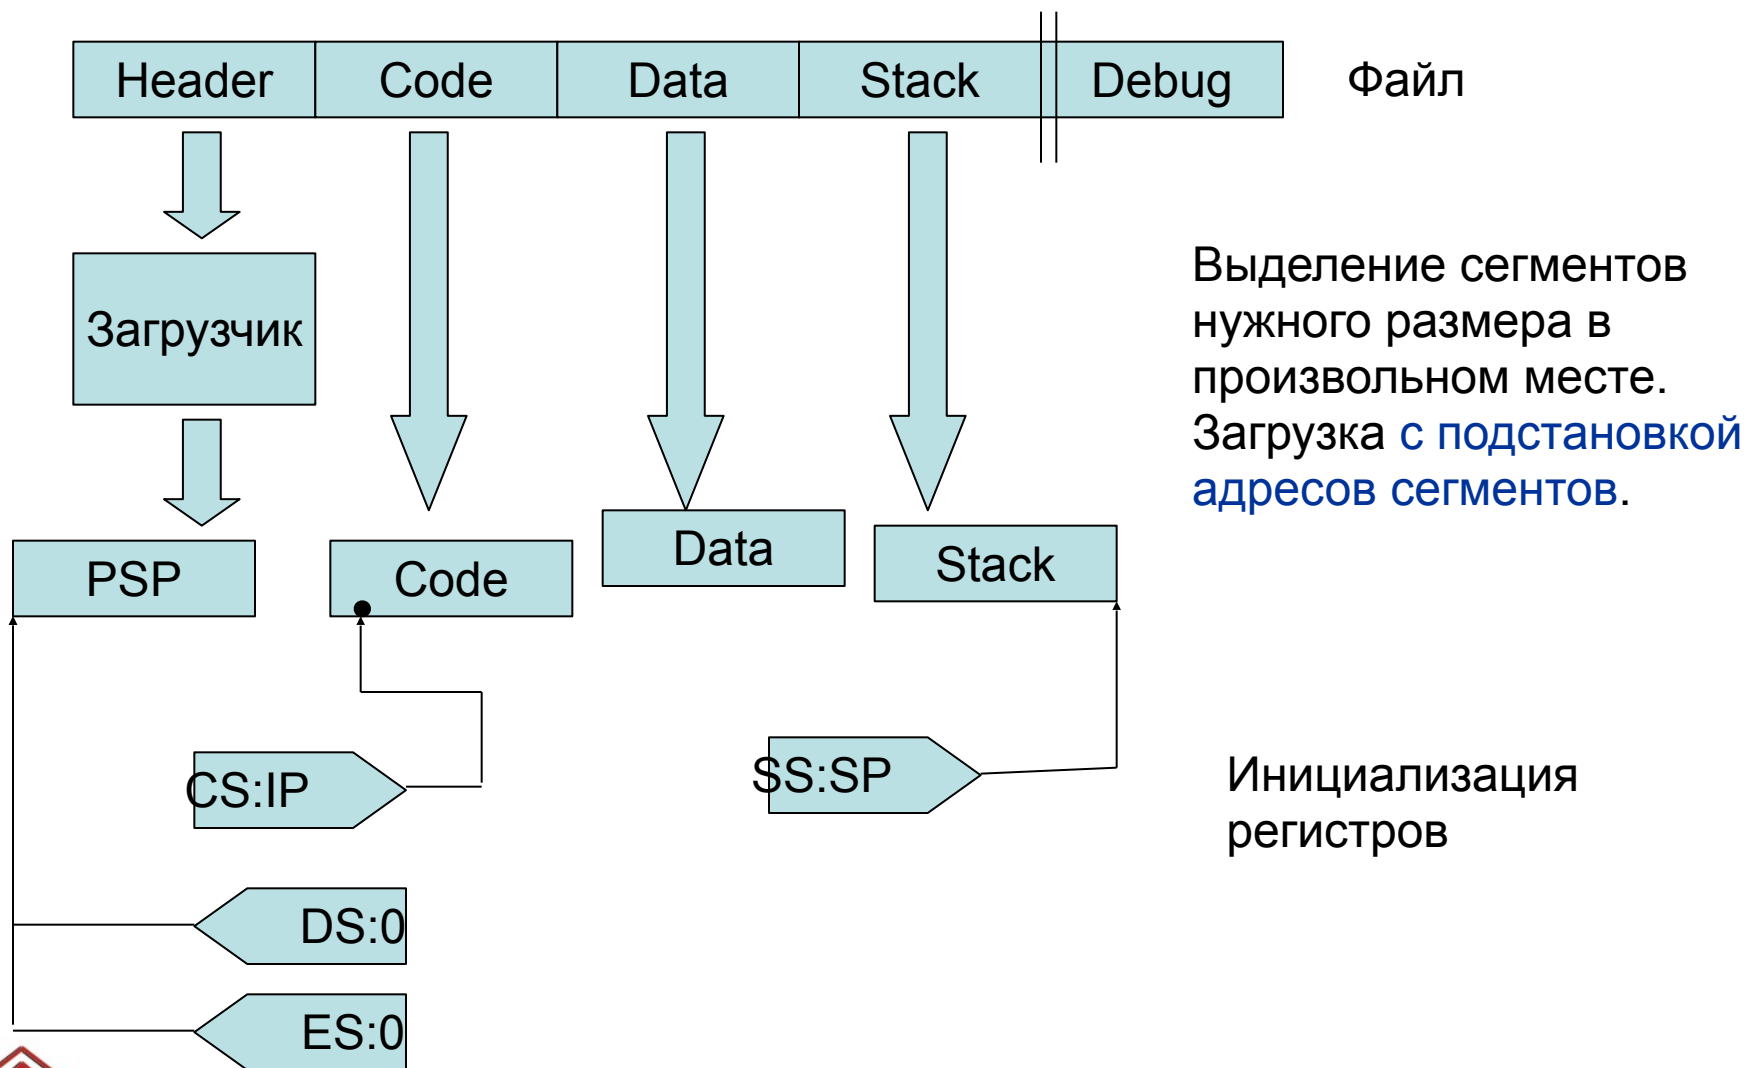 Header Code Data Stack Debug Файл
Загрузчик
Выделение сегментов
нужного размера в
произвольном месте.
Загрузка с подстановкой
адресов сегментов.
PSP Code Data Stack
CS:IP SS:SP
Инициализация
регистров
DS:0
ES:0